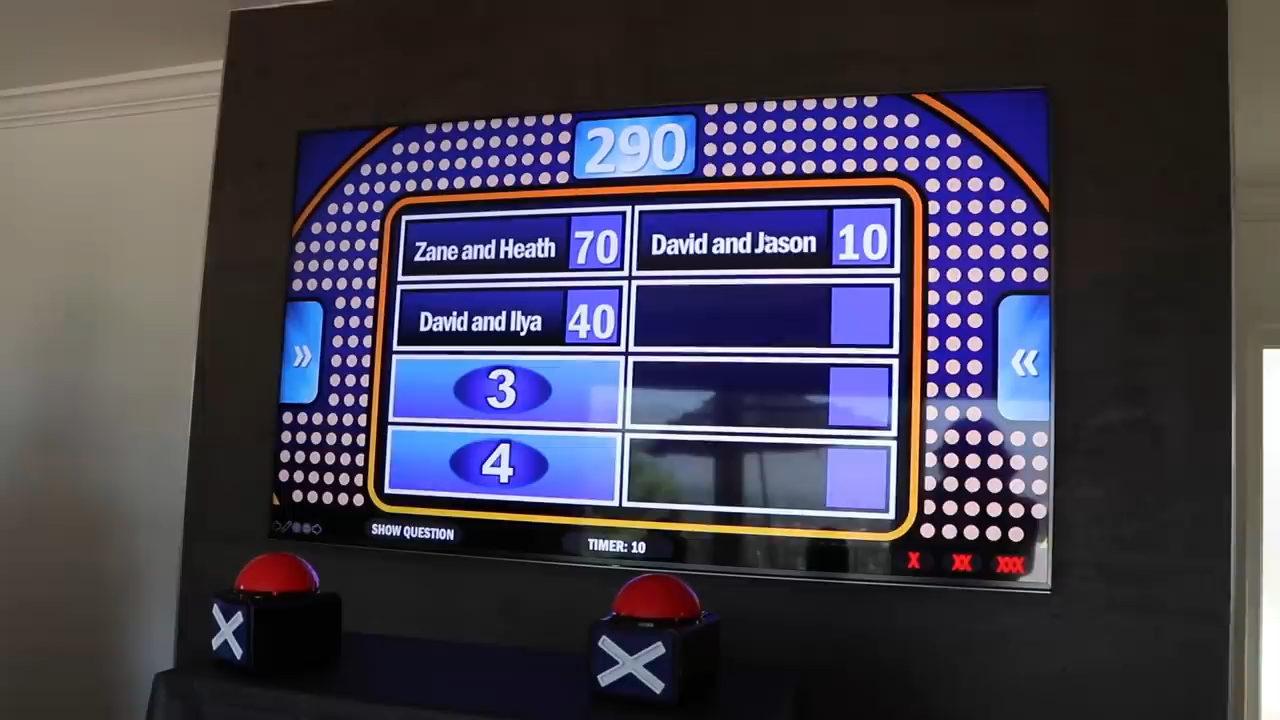 290
Zane and Heath 70
David and Jason 10
David and Ilya 40
3
4
»
«
SHOW QUESTION
TIMER: 10
X XX XXX
X
X